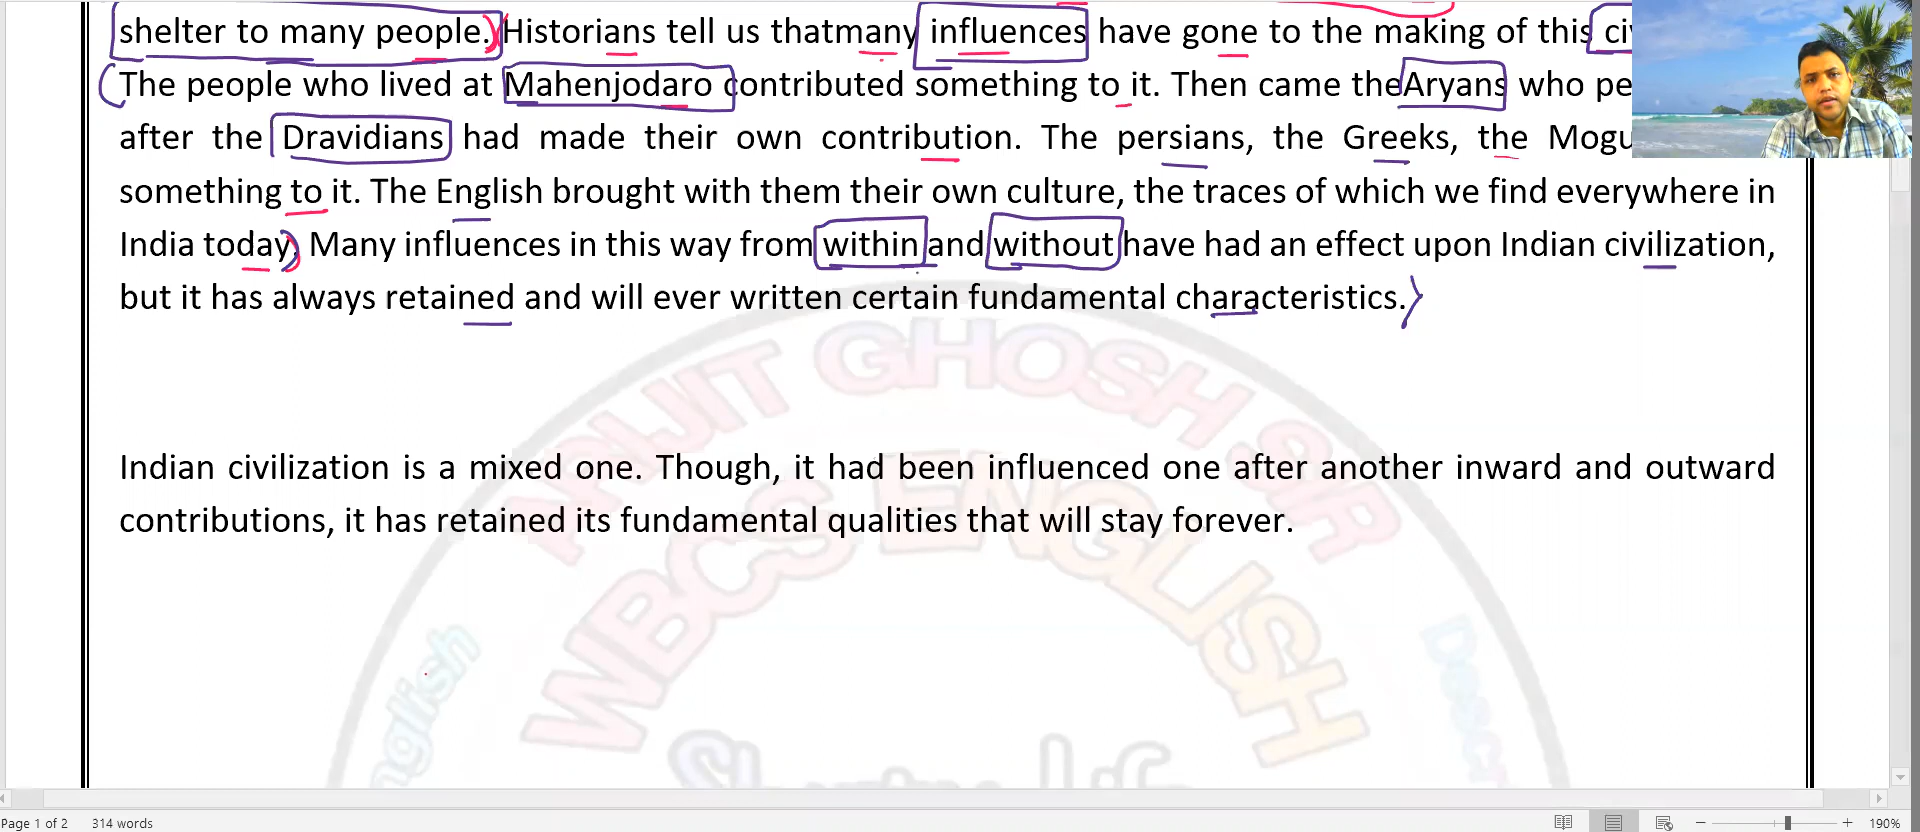 shelter to many people. Historians tell us thatmany influences have gone to the making of this
The people who lived at Mahenjodaro contributed something to it. Then came theAryans who
after the Dravidians had made their own contribution. The persians, the Greeks, the
something to it. The English brought with them their own culture, the traces of which we find everywhere in
India today. Many influences in this way from within and without have had an effect upon Indian civilization,
but it has always retained and will ever written certain fundamental characteristics.
Indian civilization is a mixed one. Though, it had been influenced one after another inward and outward
contributions, it has retained its fundamental qualities that will stay forever.
GHOSH SIR
WBCS ENGLISH
Page 1 of 2 314 words 190%